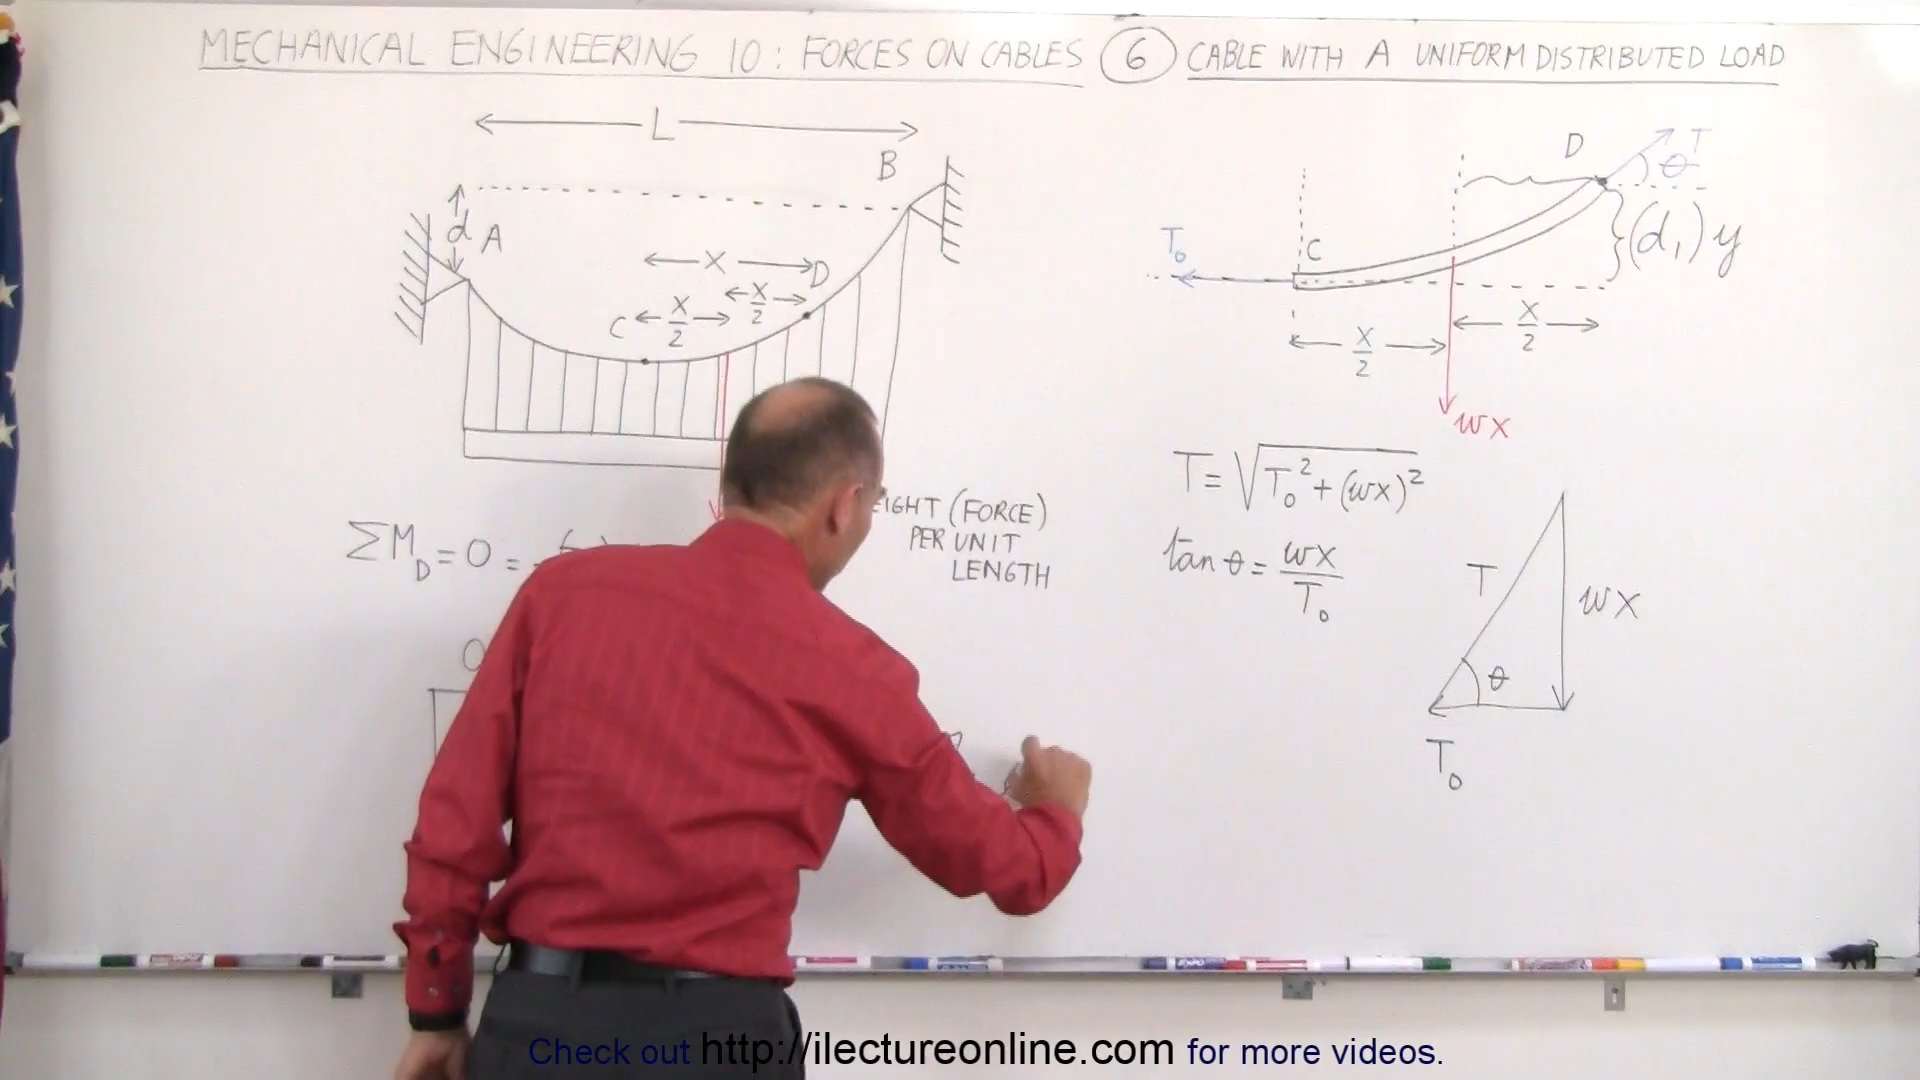 MECHANICAL ENGINEERING 10: FORCES ON CABLES (6) CABLE WITH A UNIFORM DISTRIBUTED LOAD
L
B
d
A
X
D
X/2
X/2
C
(FORCE)
PER UNIT
LENGTH
ΣM_D = 0 =
D
T
θ
T₀
C
(d₁) y
X/2
X/2
wx
T = √(T₀² + (wx)²)
tan θ = wx/T₀
T
wx
θ
T₀
Check out http://ilectureonline.com for more videos.